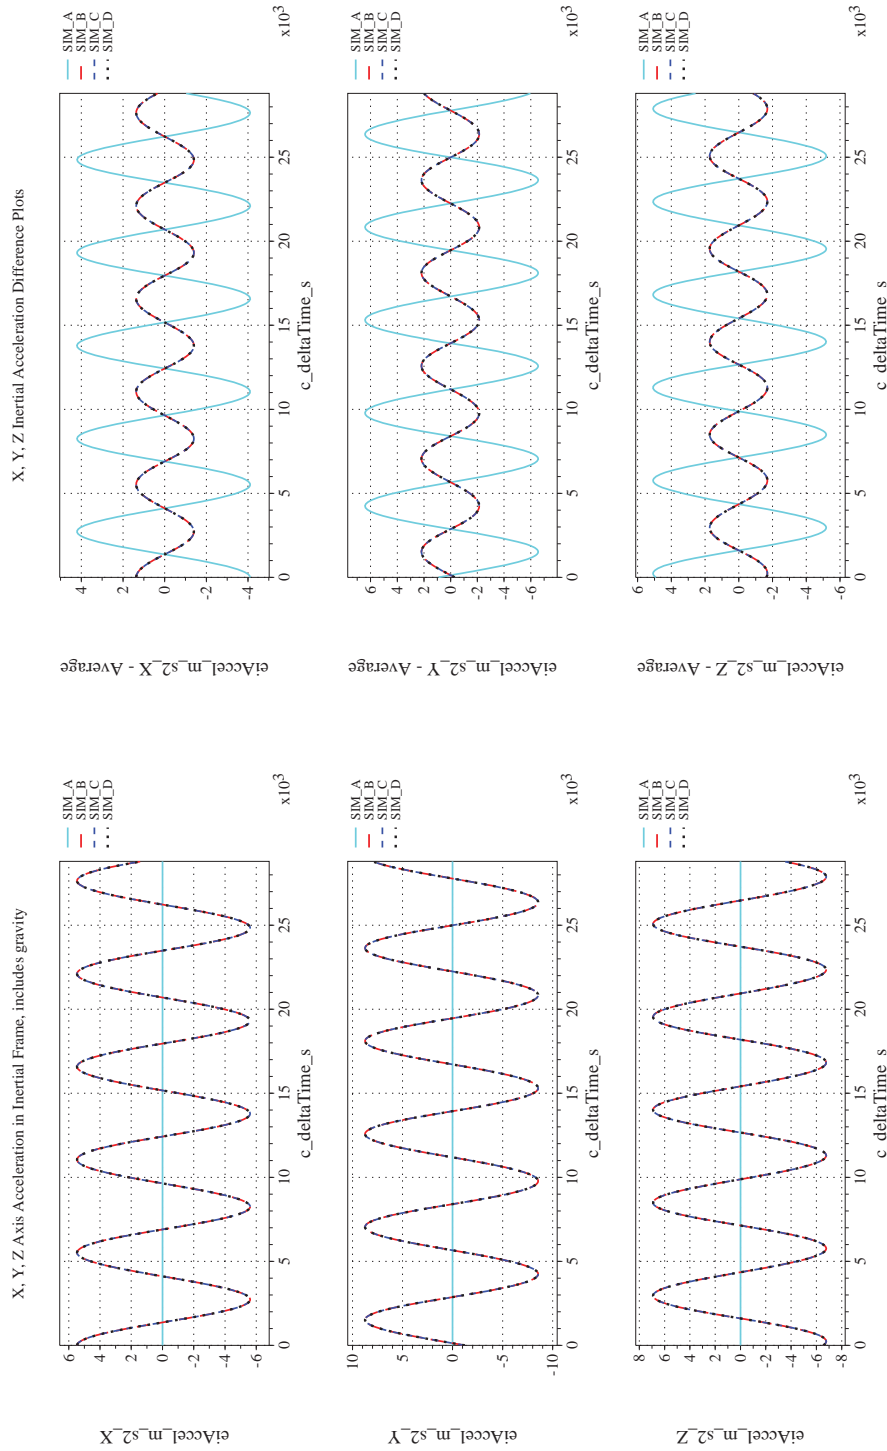 X, Y, Z Axis Acceleration in Inertial Frame, includes gravity
eiAccel_m_s2_X
6
4
2
0
-2
-4
-6
0
5
10
15
20
25
x10³
c_deltaTime_s
SIM_A
SIM_B
SIM_C
SIM_D
eiAccel_m_s2_Y
10
5
0
-5
-10
0
5
10
15
20
25
x10³
c_deltaTime_s
SIM_A
SIM_B
SIM_C
SIM_D
eiAccel_m_s2_Z
8
6
4
2
0
-2
-4
-6
-8
0
5
10
15
20
25
x10³
c_deltaTime_s
SIM_A
SIM_B
SIM_C
SIM_D
X, Y, Z Inertial Acceleration Difference Plots
eiAccel_m_s2_X - Average
4
2
0
-2
-4
0
5
10
15
20
25
x10³
c_deltaTime_s
SIM_A
SIM_B
SIM_C
SIM_D
eiAccel_m_s2_Y - Average
6
4
2
0
-2
-4
-6
0
5
10
15
20
25
x10³
c_deltaTime_s
SIM_A
SIM_B
SIM_C
SIM_D
eiAccel_m_s2_Z - Average
6
4
2
0
-2
-4
-6
0
5
10
15
20
25
x10³
c_deltaTime_s
SIM_A
SIM_B
SIM_C
SIM_D